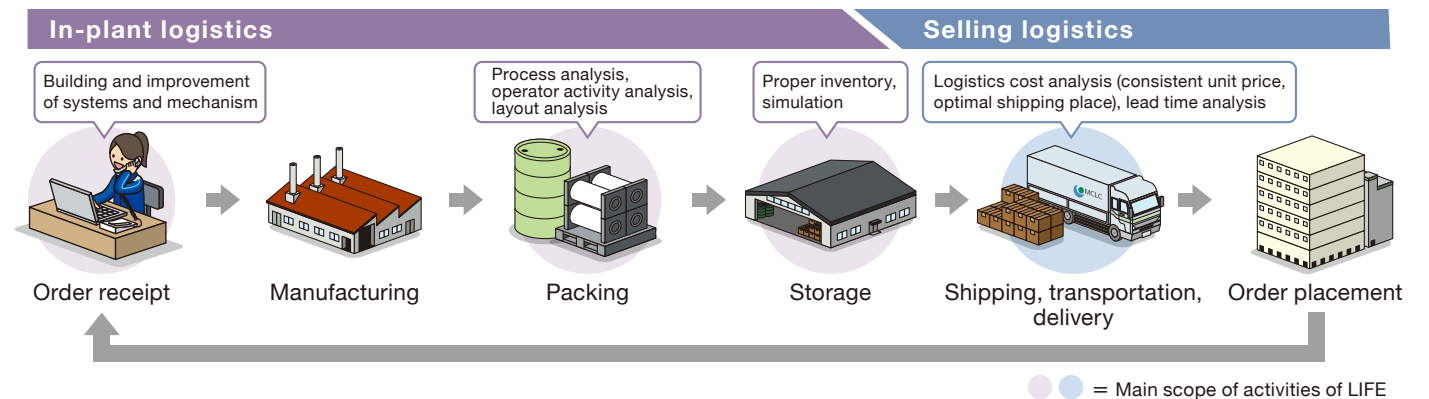 In-plant logistics
Selling logistics
Building and improvement
of systems and mechanism
Process analysis,
operator activity analysis,
layout analysis
Proper inventory,
simulation
Logistics cost analysis (consistent unit price,
optimal shipping place), lead time analysis
MCLC
Order receipt
Manufacturing
Packing
Storage
Shipping, transportation,
delivery
Order placement
= Main scope of activities of LIFE